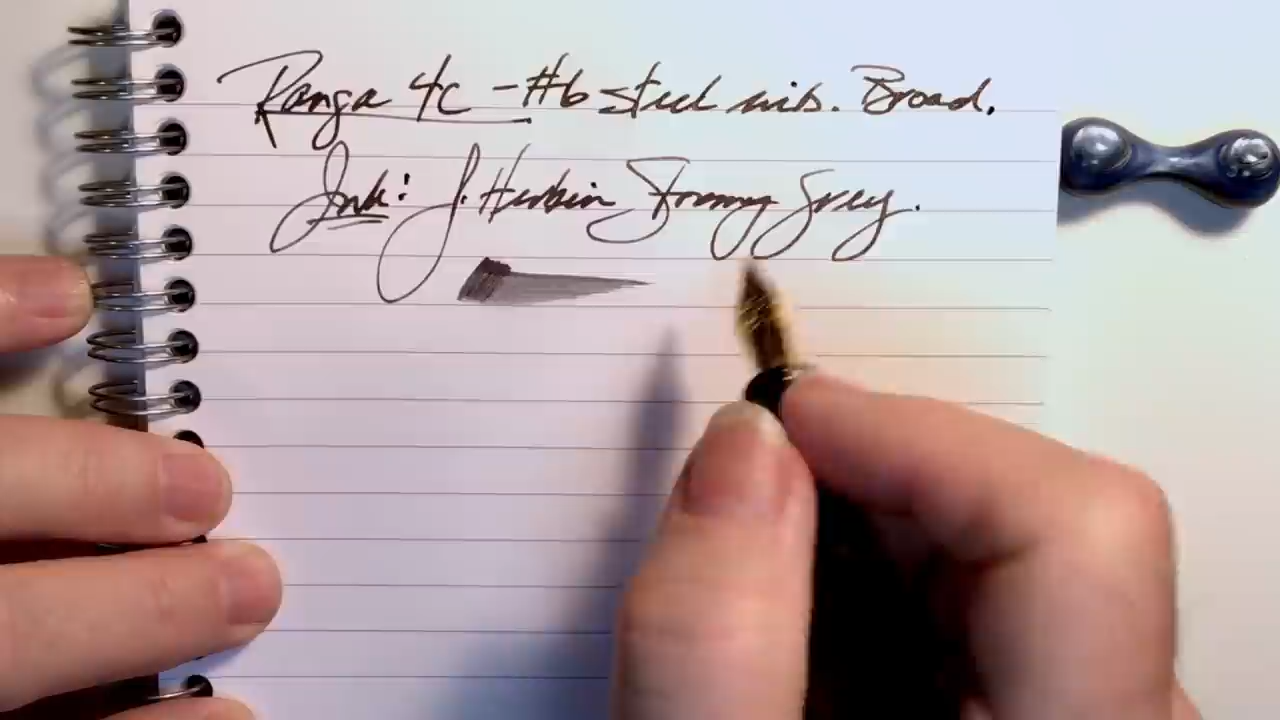 Ranga 4c - #6 steel nib. Broad.
Ink: J. Herbin Stormy Grey.